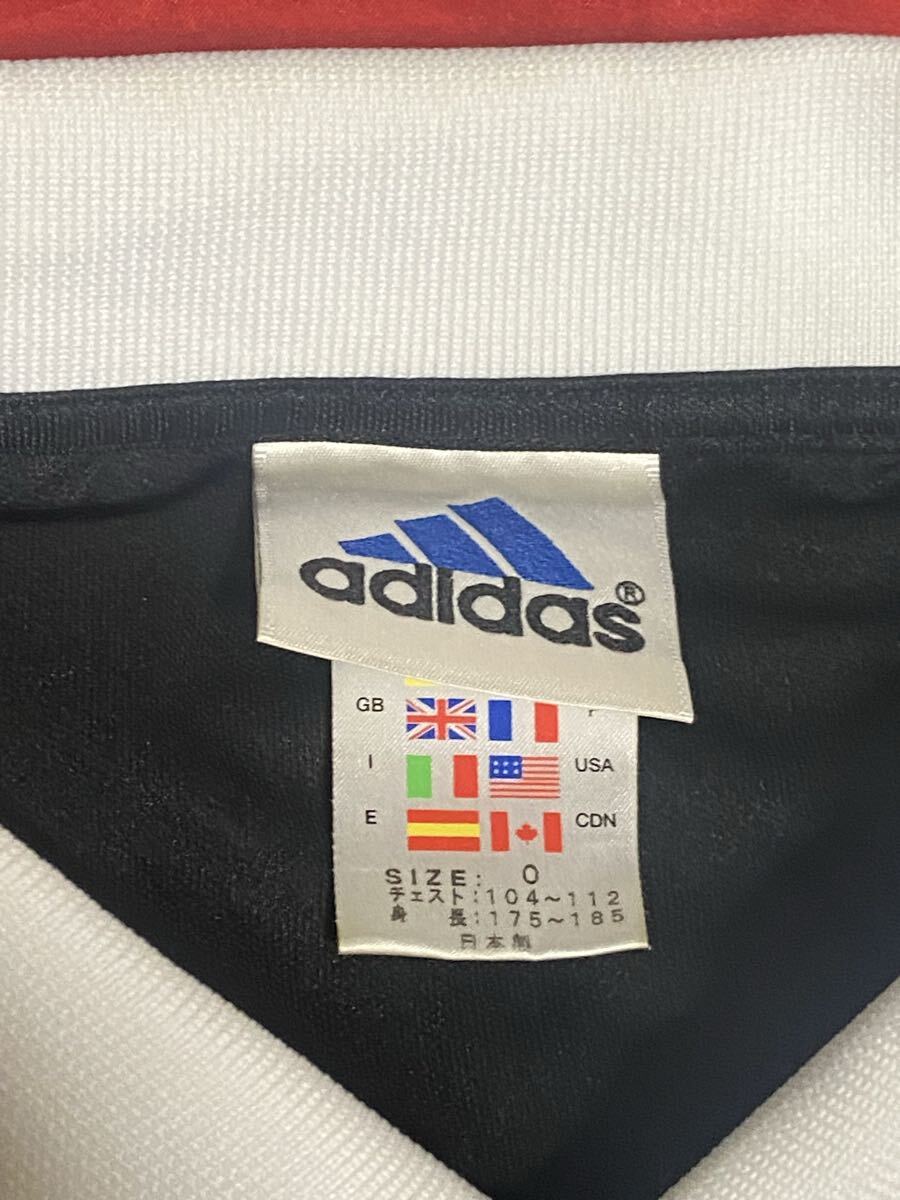 adidas®
GB
I USA
E CDN
SIZE: O
チェスト:104~112
身 長:175~185
日本製